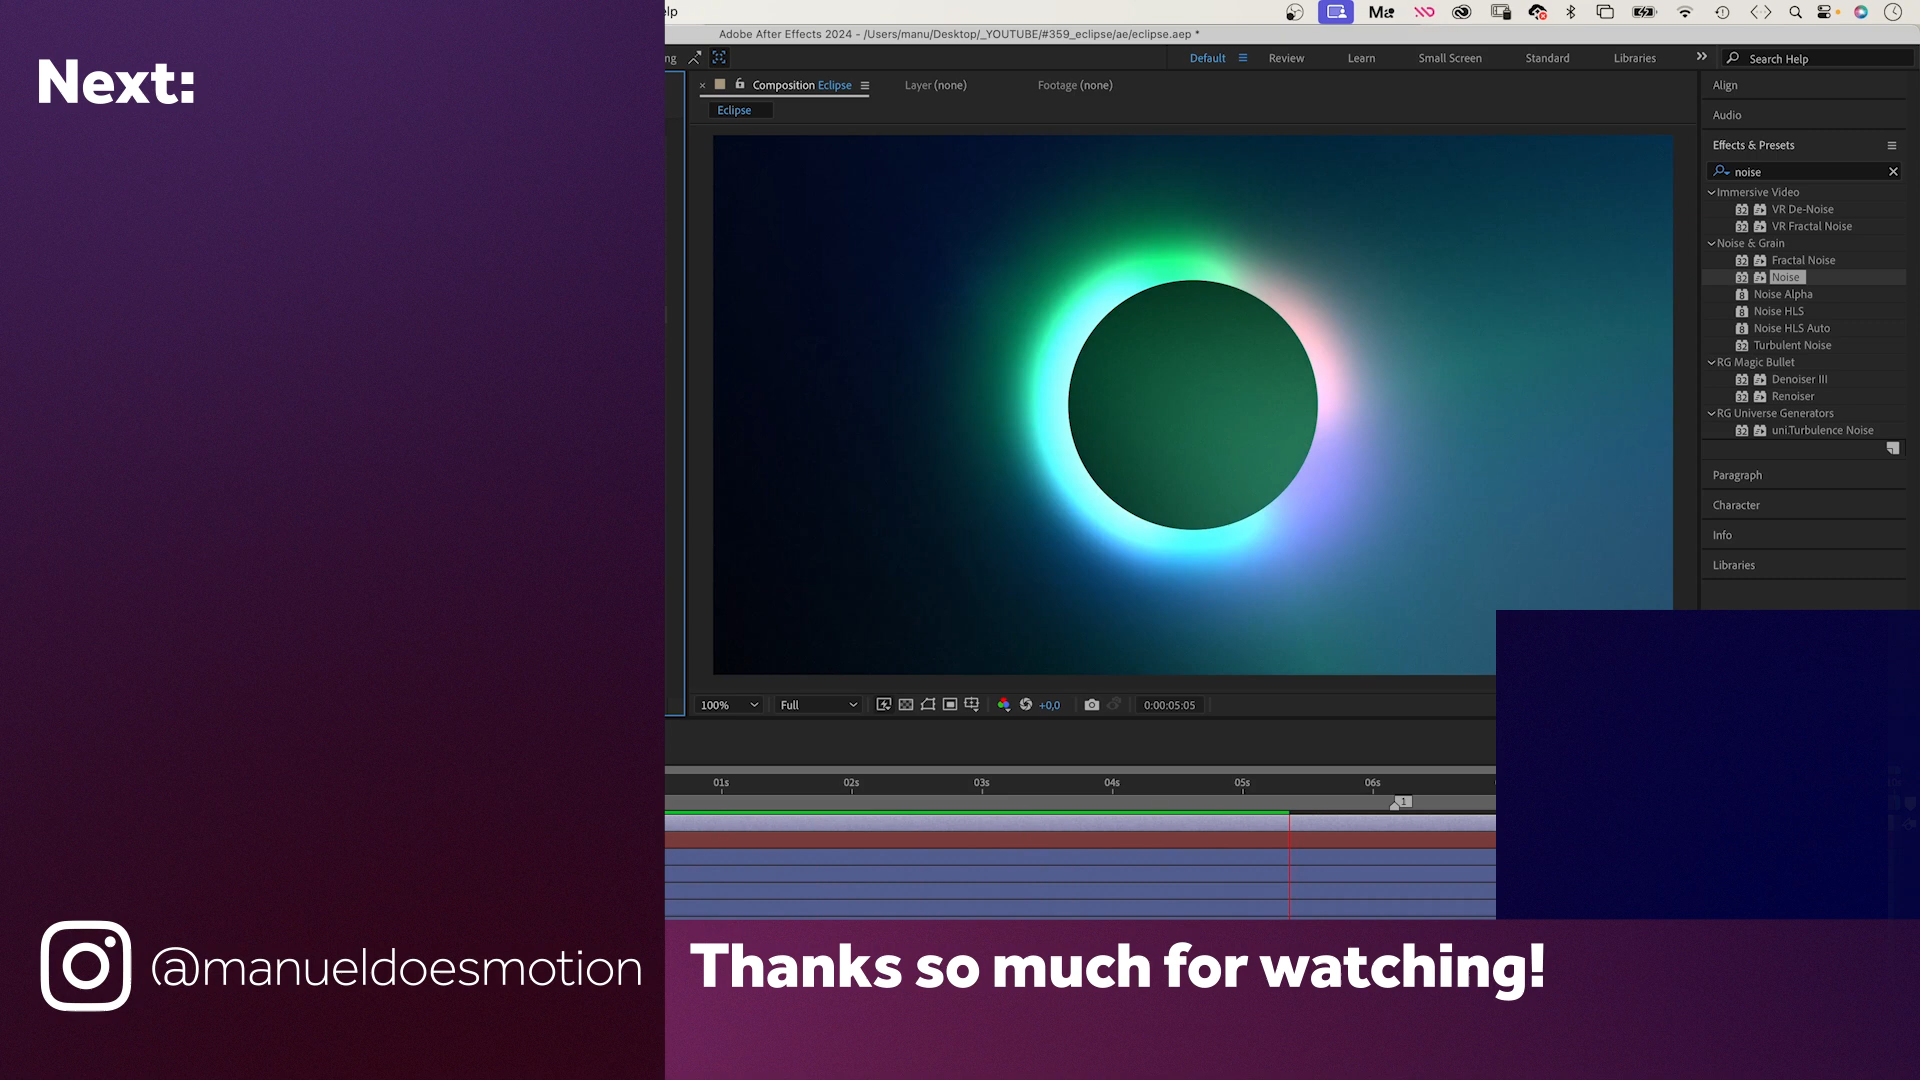 Next:
@manueldoesmotion
Thanks so much for watching!
elp
Adobe After Effects 2024 - /Users/manu/Desktop/_YOUTUBE/#359_eclipse/ae/eclipse.aep *
ng
Default
Review
Learn
Small Screen
Standard
Libraries
Search Help
Composition Eclipse
Layer (none)
Footage (none)
Eclipse
Align
Audio
Effects & Presets
noise
Immersive Video
VR De-Noise
VR Fractal Noise
Noise & Grain
Fractal Noise
Noise
Noise Alpha
Noise HLS
Noise HLS Auto
Turbulent Noise
RG Magic Bullet
Denoiser III
Renoiser
RG Universe Generators
uni.Turbulence Noise
Paragraph
Character
Info
Libraries
100%
Full
+0,0
0:00:05:05
01s
02s
03s
04s
05s
06s
1